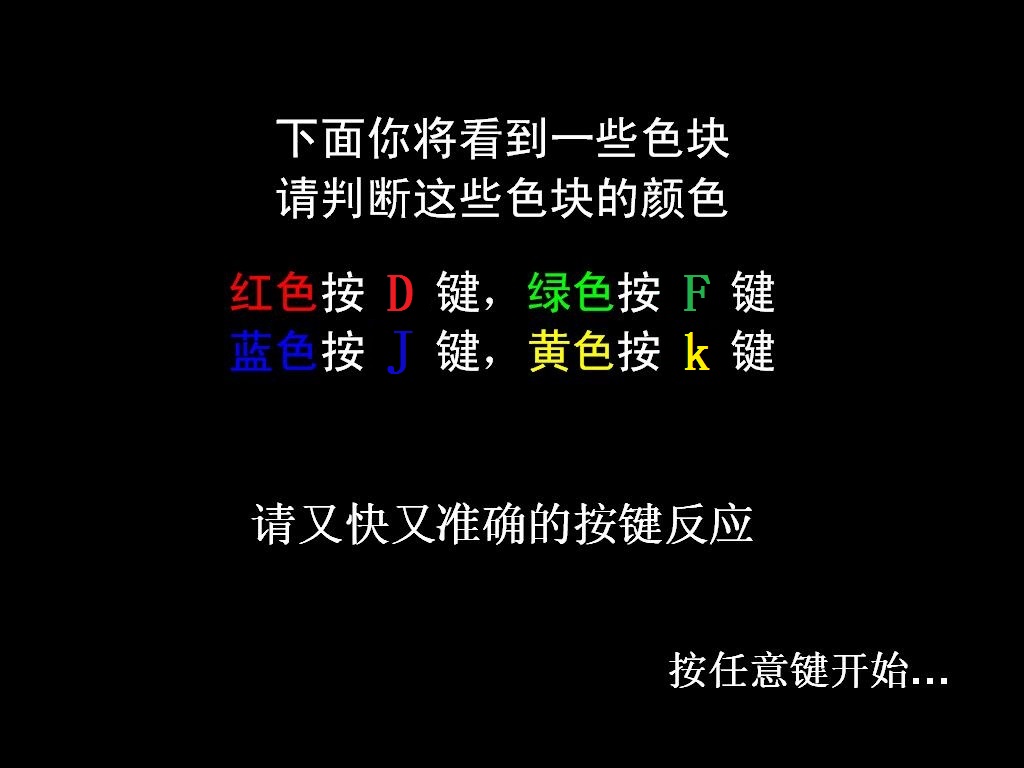 下面你将看到一些色块
请判断这些色块的颜色
红色按 D 键，绿色按 F 键
蓝色按 J 键，黄色按 k 键
请又快又准确的按键反应
按任意键开始...